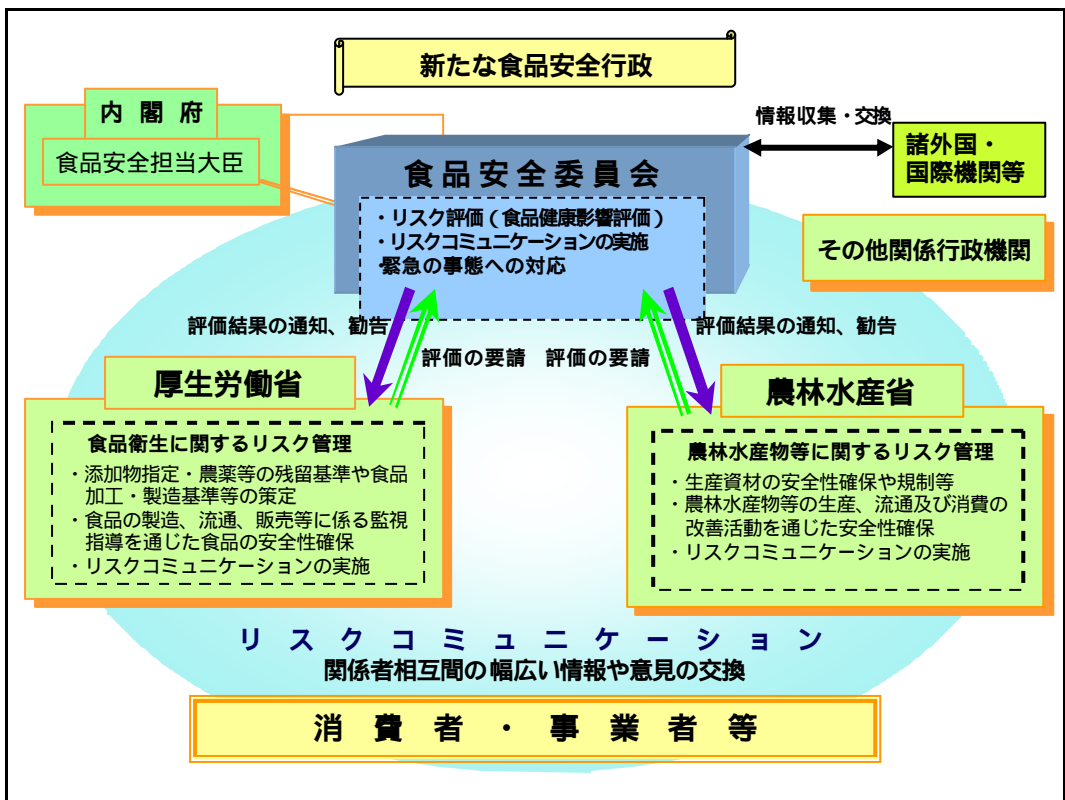 新たな食品安全行政
内閣府
食品安全担当大臣
情報収集・交換
諸外国・
国際機関等
食品安全委員会
・リスク評価(食品健康影響評価)
・リスクコミュニケーションの実施
・緊急の事態への対応
その他関係行政機関
評価結果の通知、勧告
評価の要請
評価の要請
評価結果の通知、勧告
厚生労働省
食品衛生に関するリスク管理
・添加物指定・農薬等の残留基準や食品
加工・製造基準等の策定
・食品の製造、流通、販売等に係る監視
指導を通じた食品の安全性確保
・リスクコミュニケーションの実施
農林水産省
農林水産物等に関するリスク管理
・生産資材の安全性確保や規制等
・農林水産物等の生産、流通及び消費の
改善活動を通じた安全性確保
・リスクコミュニケーションの実施
リスクコミュニケーション
関係者相互間の幅広い情報や意見の交換
消費者・事業者等